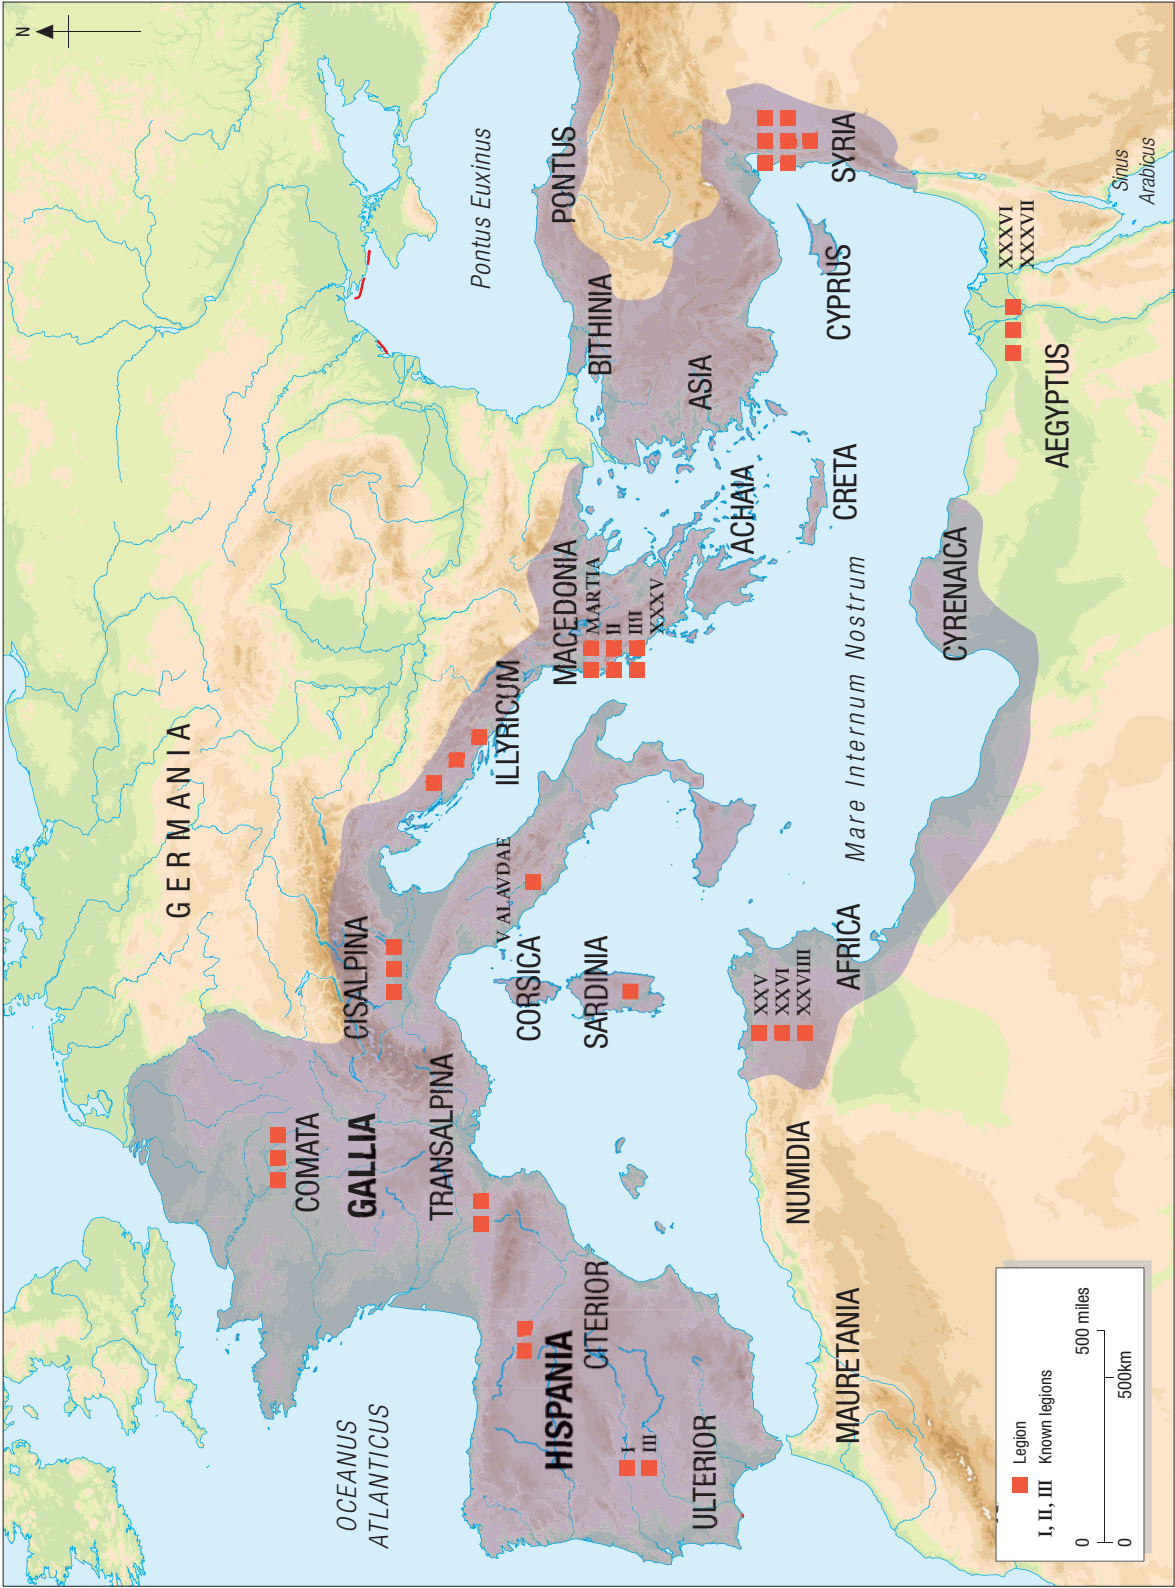 N
GERMANIA
OCEANUS
ATLANTICUS
COMATA
GALLIA
TRANSALPINA
CISALPINA
HISPANIA
CITERIOR
ULTERIOR
I
III
CORSICA
SARDINIA
V ALAVDAE
ILLYRICUM
MACEDONIA
MARTIA
II
IIII
XXXV
ACHAIA
CRETA
Pontus Euxinus
PONTUS
BITHINIA
ASIA
CYPRUS
SYRIA
Mare Internum Nostrum
MAURETANIA
NUMIDIA
AFRICA
XXV
XXVI
XXVIIII
CYRENAICA
AEGYPTUS
XXXVI
XXXVII
Sinus
Arabicus
Legion
I, II, III Known legions
0 500 miles
0 500km